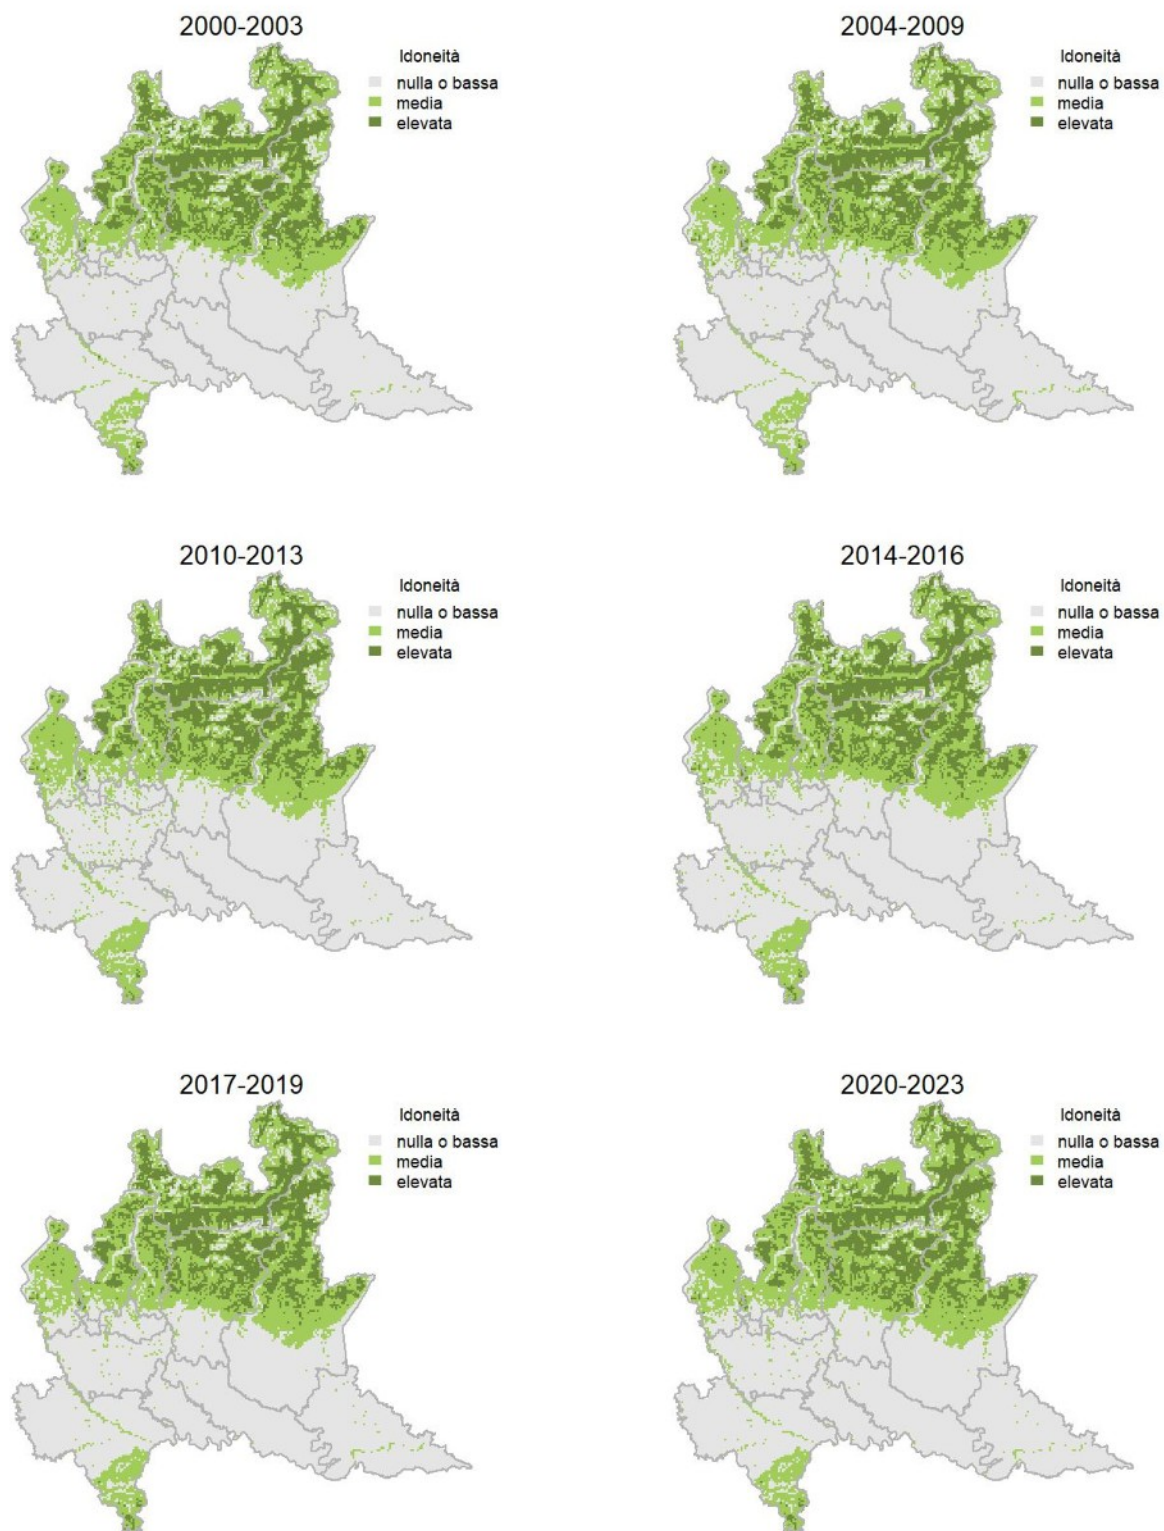 2000-2003
Idoneità
nulla o bassa
media
elevata
2004-2009
Idoneità
nulla o bassa
media
elevata
2010-2013
Idoneità
nulla o bassa
media
elevata
2014-2016
Idoneità
nulla o bassa
media
elevata
2017-2019
Idoneità
nulla o bassa
media
elevata
2020-2023
Idoneità
nulla o bassa
media
elevata